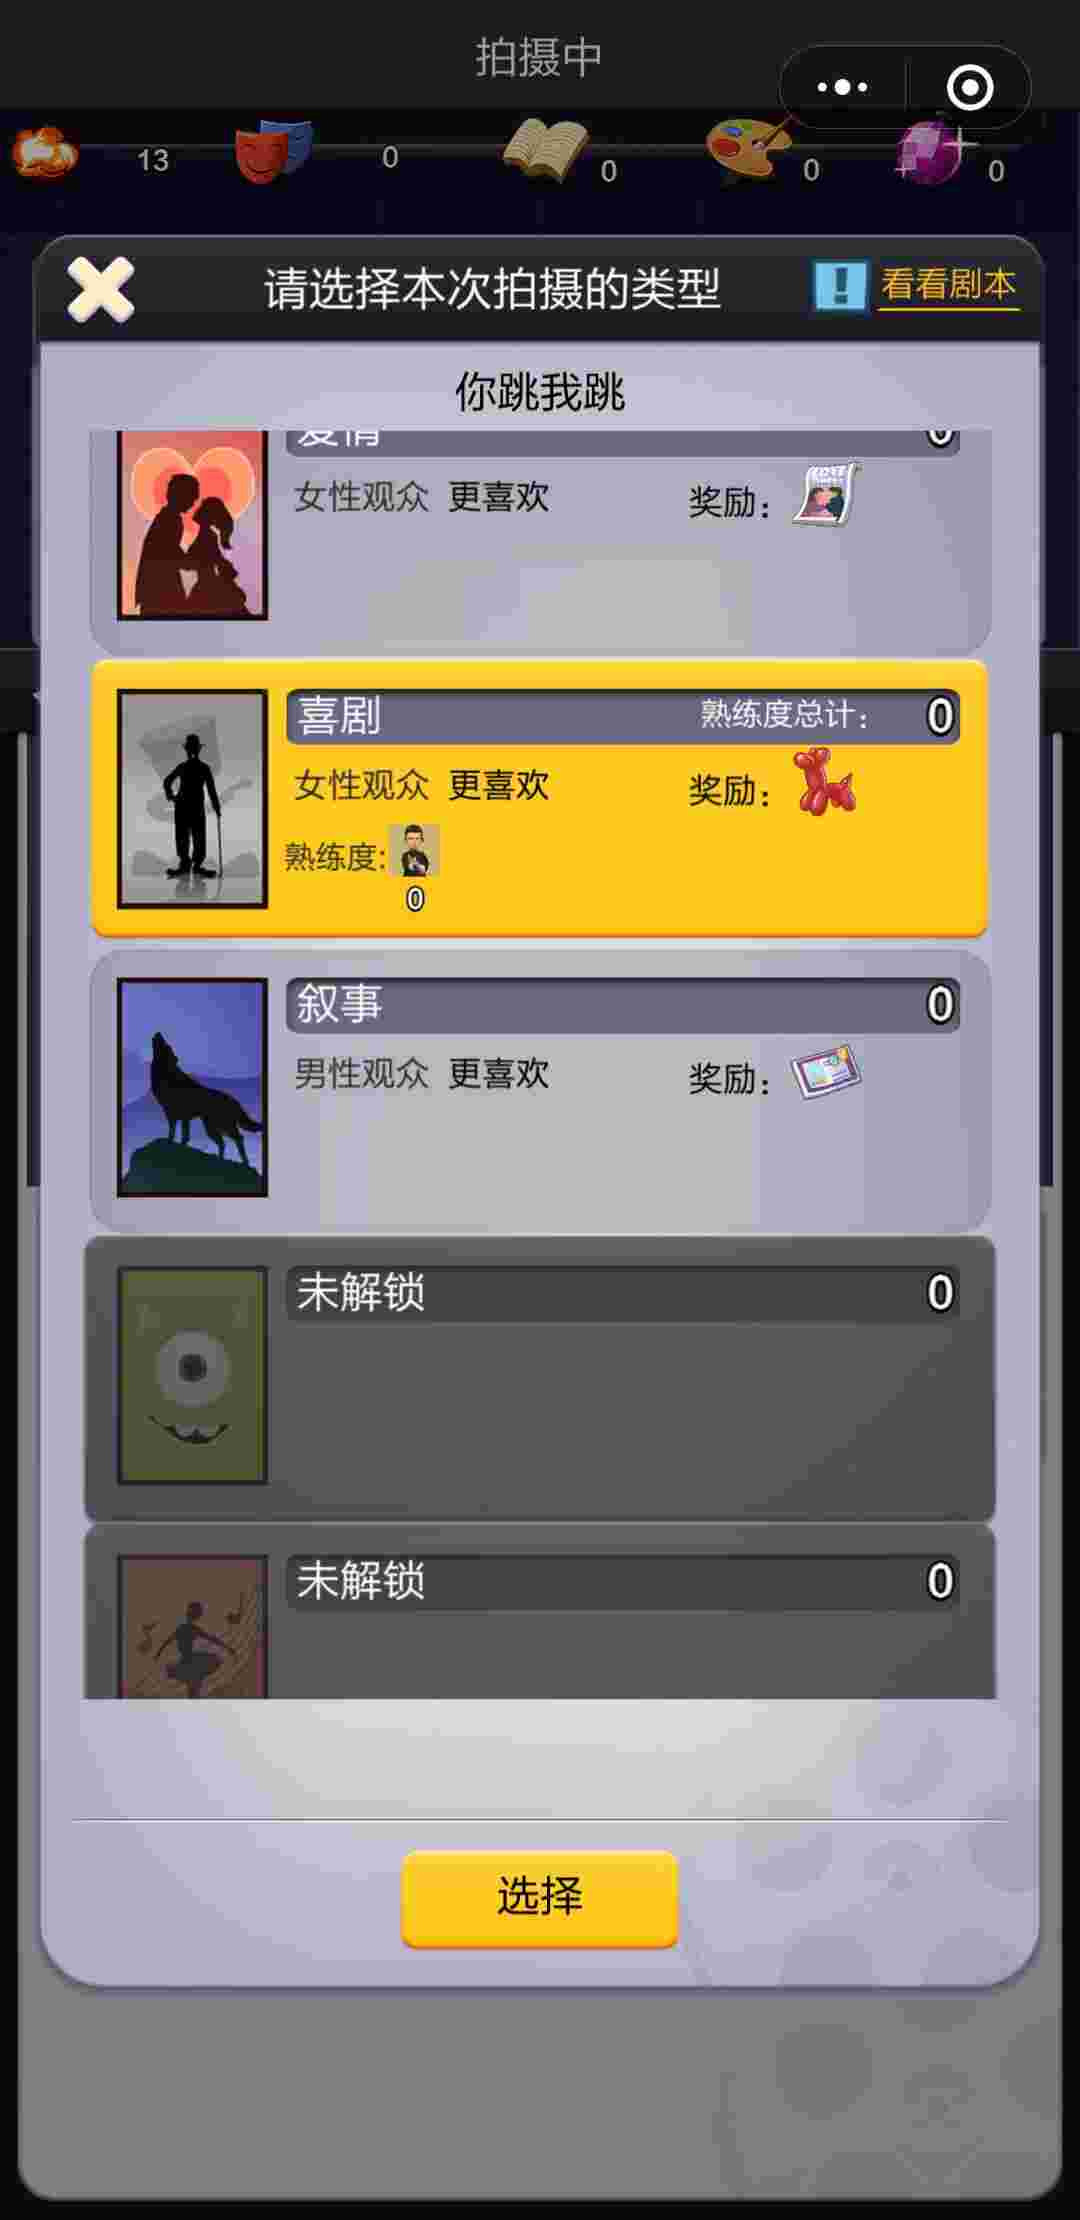 拍摄中
13 0 0 0 0
请选择本次拍摄的类型
看看剧本
你跳我跳
爱情 0
女性观众 更喜欢 奖励：
喜剧 熟练度总计： 0
女性观众 更喜欢 奖励：
熟练度:
0
叙事 0
男性观众 更喜欢 奖励：
未解锁 0
未解锁 0
选择